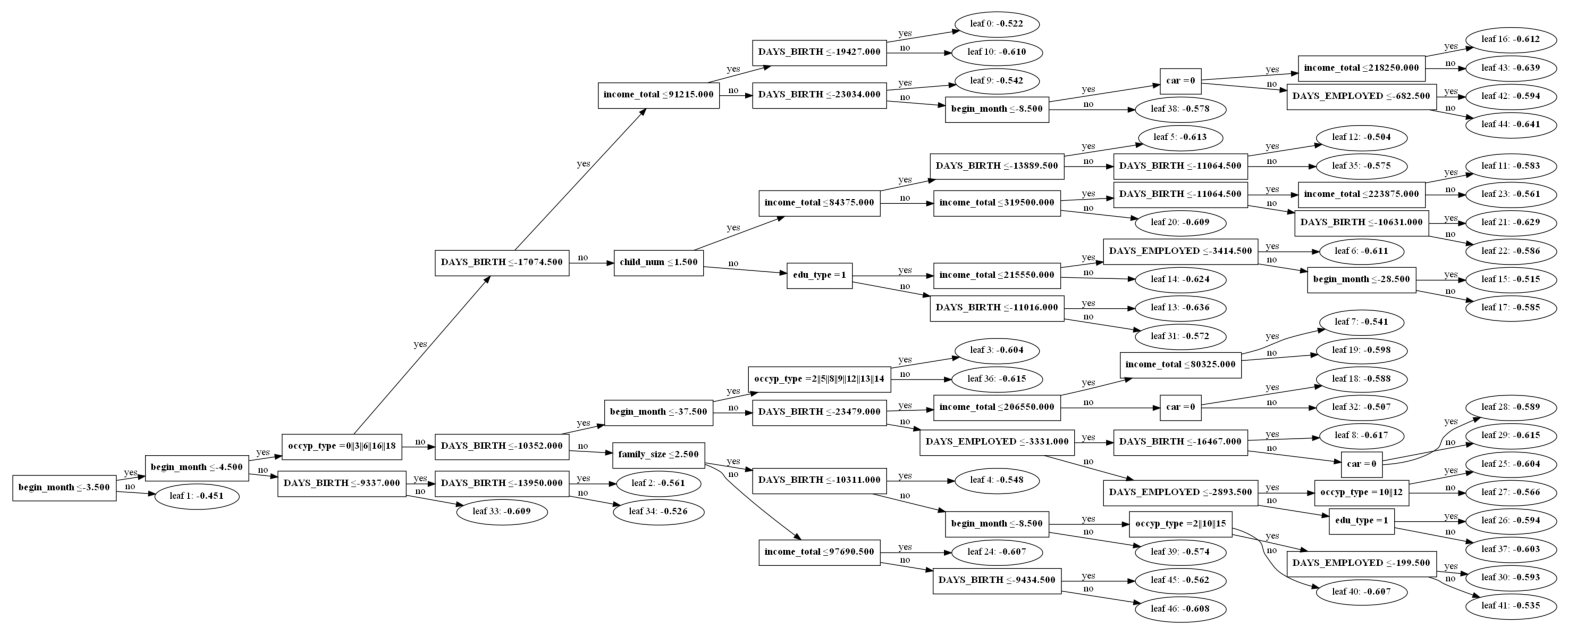 begin_month ≤-3.500
yes
no
begin_month ≤-4.500
leaf 1: -0.451
yes
no
occyp_type =0||3||6||16||18
DAYS_BIRTH ≤-9337.000
yes
no
yes
no
DAYS_BIRTH ≤-17074.500
DAYS_BIRTH ≤-10352.000
DAYS_BIRTH ≤-13950.000
leaf 33: -0.609
yes
no
yes
no
yes
no
income_total ≤91215.000
child_num ≤1.500
begin_month ≤-37.500
family_size ≤2.500
leaf 2: -0.561
leaf 34: -0.526
yes
no
yes
no
yes
no
yes
no
DAYS_BIRTH ≤-19427.000
DAYS_BIRTH ≤-23034.000
income_total ≤84375.000
edu_type =1
occyp_type =2||5||8||9||12||13||14
DAYS_BIRTH ≤-23479.000
DAYS_BIRTH ≤-10311.000
income_total ≤97690.500
yes
no
yes
no
yes
no
yes
no
yes
no
yes
no
yes
no
yes
no
leaf 0: -0.522
leaf 10: -0.610
leaf 9: -0.542
begin_month ≤-8.500
DAYS_BIRTH ≤-13889.500
income_total ≤319500.000
income_total ≤215550.000
DAYS_BIRTH ≤-11016.000
leaf 3: -0.604
leaf 36: -0.615
income_total ≤206550.000
DAYS_EMPLOYED ≤-3331.000
leaf 4: -0.548
begin_month ≤-8.500
leaf 24: -0.607
DAYS_BIRTH ≤-9434.500
yes
no
yes
no
yes
no
yes
no
yes
no
yes
no
yes
no
yes
no
yes
no
car =0
leaf 38: -0.578
leaf 5: -0.613
DAYS_BIRTH ≤-11064.500
DAYS_BIRTH ≤-11064.500
leaf 20: -0.609
DAYS_EMPLOYED ≤-3414.500
leaf 14: -0.624
leaf 13: -0.636
leaf 31: -0.572
income_total ≤80325.000
car =0
DAYS_BIRTH ≤-16467.000
DAYS_EMPLOYED ≤-2893.500
occyp_type =2||10||15
leaf 39: -0.574
leaf 45: -0.562
leaf 46: -0.608
yes
no
yes
no
yes
no
yes
no
yes
no
yes
no
yes
no
yes
no
yes
no
income_total ≤218250.000
DAYS_EMPLOYED ≤-682.500
leaf 12: -0.504
leaf 35: -0.575
income_total ≤223875.000
DAYS_BIRTH ≤-10631.000
leaf 6: -0.611
begin_month ≤-28.500
leaf 7: -0.541
leaf 19: -0.598
leaf 18: -0.588
leaf 32: -0.507
leaf 8: -0.617
car =0
occyp_type =10||12
edu_type =1
DAYS_EMPLOYED ≤-199.500
leaf 40: -0.607
yes
no
yes
no
yes
no
yes
no
yes
no
yes
no
yes
no
yes
no
yes
no
leaf 16: -0.612
leaf 43: -0.639
leaf 42: -0.594
leaf 44: -0.641
leaf 11: -0.583
leaf 23: -0.561
leaf 21: -0.629
leaf 22: -0.586
leaf 15: -0.515
leaf 17: -0.585
leaf 28: -0.589
leaf 29: -0.615
leaf 25: -0.604
leaf 27: -0.566
leaf 26: -0.594
leaf 37: -0.603
leaf 30: -0.593
leaf 41: -0.535